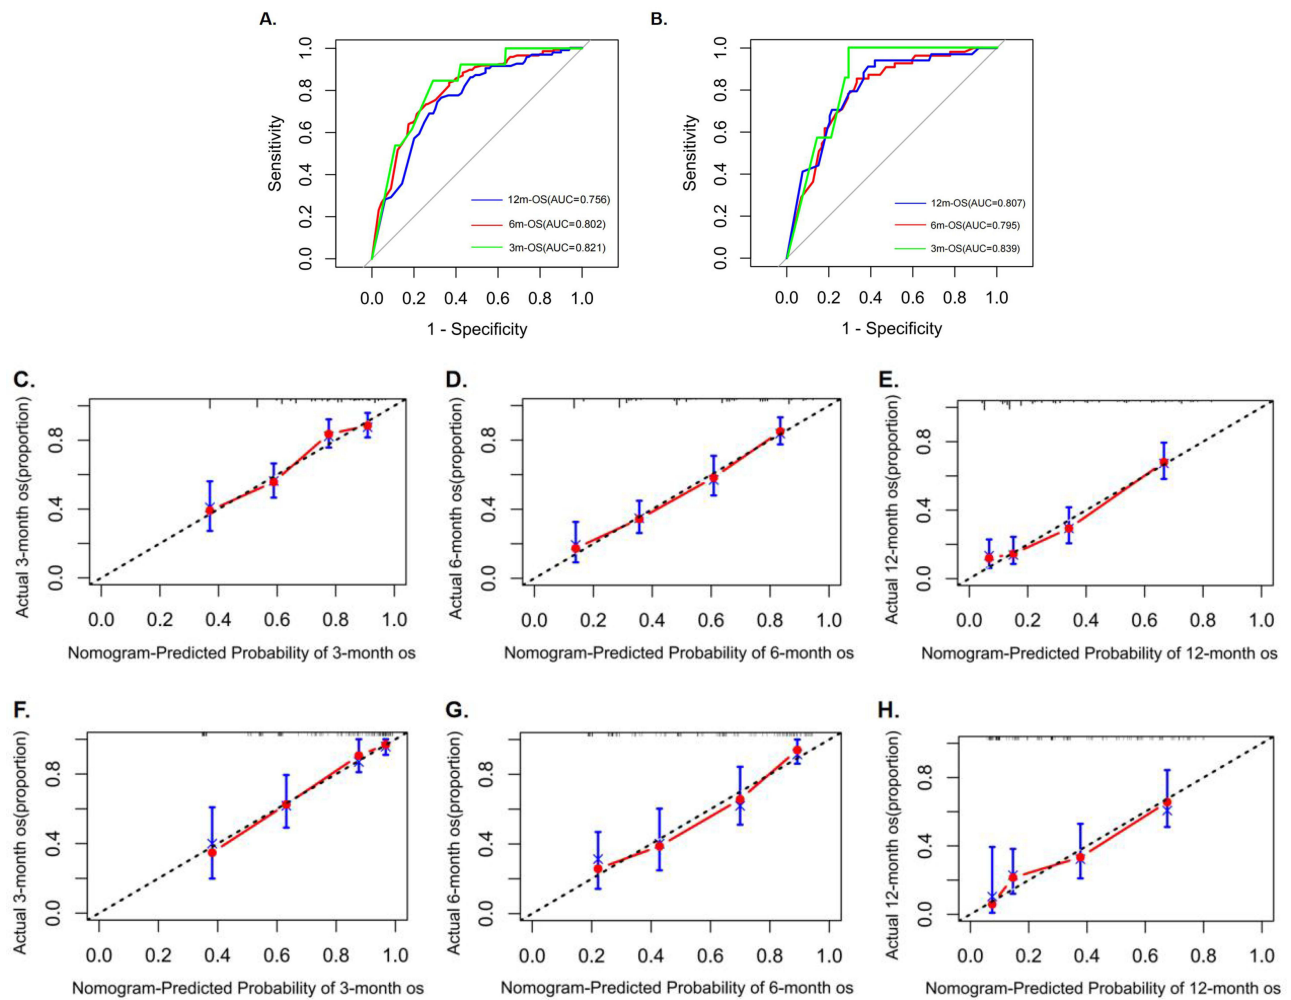 A.
B.
Sensitivity
0.0 0.2 0.4 0.6 0.8 1.0
12m-OS(AUC=0.756)
6m-OS(AUC=0.802)
3m-OS(AUC=0.821)
0.0 0.2 0.4 0.6 0.8 1.0
1 - Specificity
Sensitivity
0.0 0.2 0.4 0.6 0.8 1.0
12m-OS(AUC=0.807)
6m-OS(AUC=0.795)
3m-OS(AUC=0.839)
0.0 0.2 0.4 0.6 0.8 1.0
1 - Specificity
C.
Actual 3-month os(proportion)
0.0 0.4 0.8
0.0 0.2 0.4 0.6 0.8 1.0
Nomogram-Predicted Probability of 3-month os
D.
Actual 6-month os(proportion)
0.0 0.4 0.8
0.0 0.2 0.4 0.6 0.8 1.0
Nomogram-Predicted Probability of 6-month os
E.
Actual 12-month os(proportion)
0.0 0.4 0.8
0.0 0.2 0.4 0.6 0.8 1.0
Nomogram-Predicted Probability of 12-month os
F.
Actual 3-month os(proportion)
0.0 0.4 0.8
0.0 0.2 0.4 0.6 0.8 1.0
Nomogram-Predicted Probability of 3-month os
G.
Actual 6-month os(proportion)
0.0 0.4 0.8
0.0 0.2 0.4 0.6 0.8 1.0
Nomogram-Predicted Probability of 6-month os
H.
Actual 12-month os(proportion)
0.0 0.4 0.8
0.0 0.2 0.4 0.6 0.8 1.0
Nomogram-Predicted Probability of 12-month os